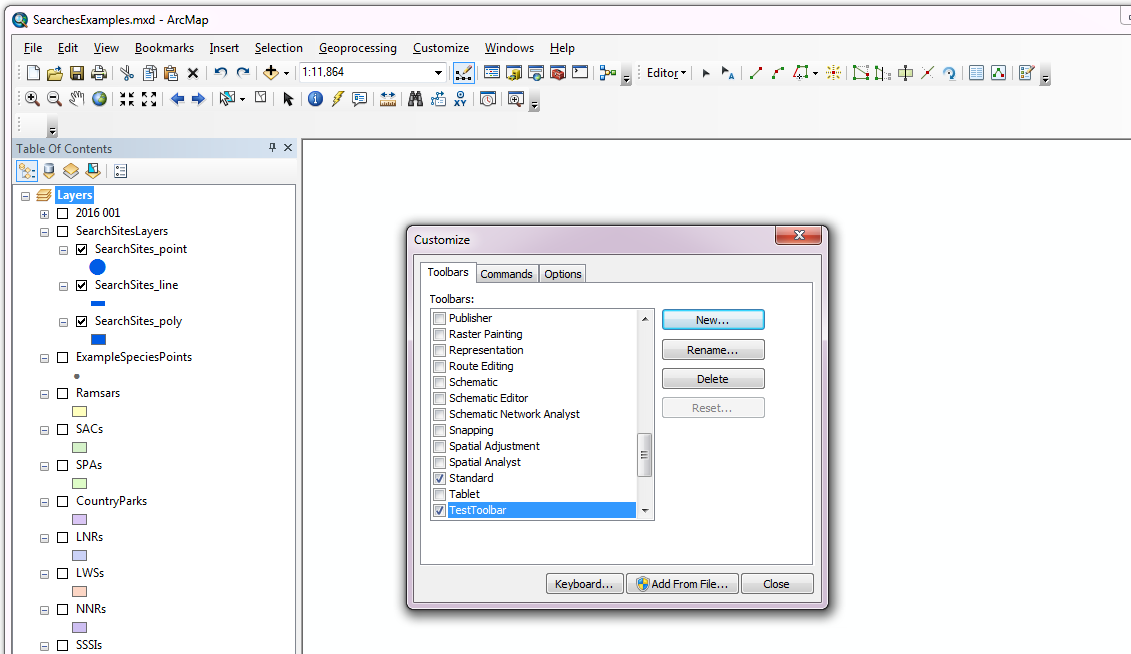 SearchesExamples.mxd - ArcMap
File Edit View Bookmarks Insert Selection Geoprocessing Customize Windows Help
1:11,864 Editor
XY
Table Of Contents
Layers
2016 001
SearchSitesLayers
SearchSites_point
SearchSites_line
SearchSites_poly
ExampleSpeciesPoints
Ramsars
SACs
SPAs
CountryParks
LNRs
LWSs
NNRs
SSSIs
Customize
Toolbars Commands Options
Toolbars:
Publisher
Raster Painting
Representation
Route Editing
Schematic
Schematic Editor
Schematic Network Analyst
Snapping
Spatial Adjustment
Spatial Analyst
Standard
Tablet
TestToolbar
New...
Rename...
Delete
Reset...
Keyboard... Add From File... Close